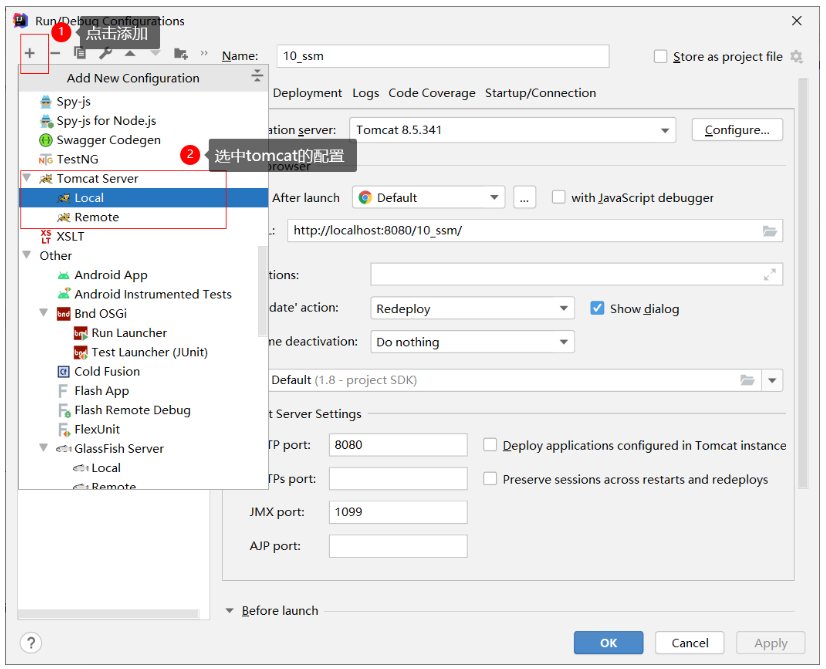 Run/Debug Configurations
1
点击添加
Name:
10_ssm
Store as project file
Add New Configuration
Deployment Logs Code Coverage Startup/Connection
Spy-js
Spy-js for Node.js
Swagger Codegen
TestNG
Tomcat Server
Local
Remote
XSLT
Other
Android App
Android Instrumented Tests
Bnd OSGi
Run Launcher
Test Launcher (JUnit)
Cold Fusion
Flash App
Flash Remote Debug
FlexUnit
GlassFish Server
Local
Remote
2
选中tomcat的配置
ation server:
Tomcat 8.5.341
Configure...
browser
After launch
Default
...
with JavaScript debugger
L:
http://localhost:8080/10_ssm/
tions:
date' action:
Redeploy
Show dialog
me deactivation:
Do nothing
Default (1.8 - project SDK)
t Server Settings
TP port:
8080
Deploy applications configured in Tomcat instance
TPs port:
Preserve sessions across restarts and redeploys
JMX port:
1099
AJP port:
Before launch
?
OK
Cancel
Apply